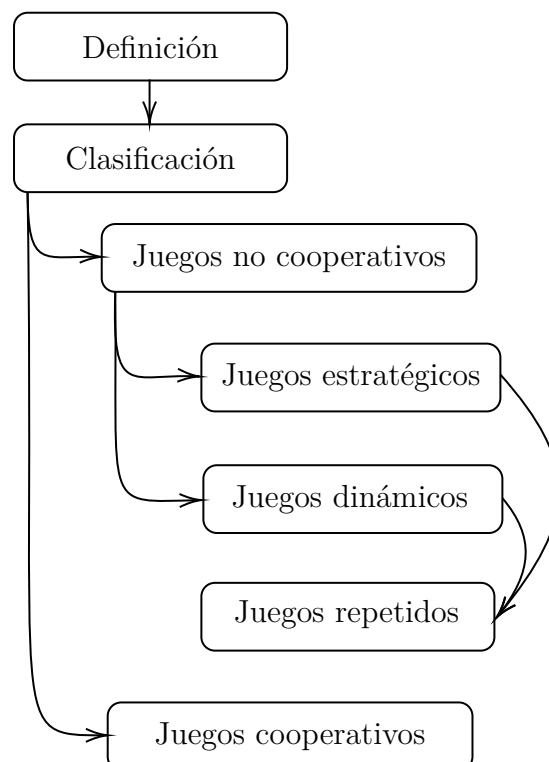 Definición
Clasificación
Juegos no cooperativos
Juegos estratégicos
Juegos dinámicos
Juegos repetidos
Juegos cooperativos